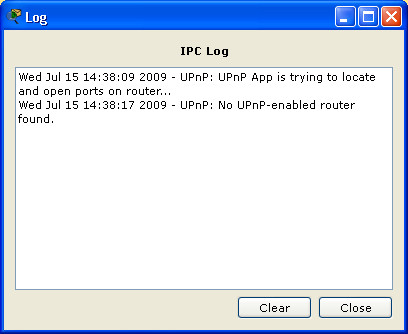 Log
IPC Log
Wed Jul 15 14:38:09 2009 - UPnP: UPnP App is trying to locate
and open ports on router...
Wed Jul 15 14:38:17 2009 - UPnP: No UPnP-enabled router
found.
Clear
Close